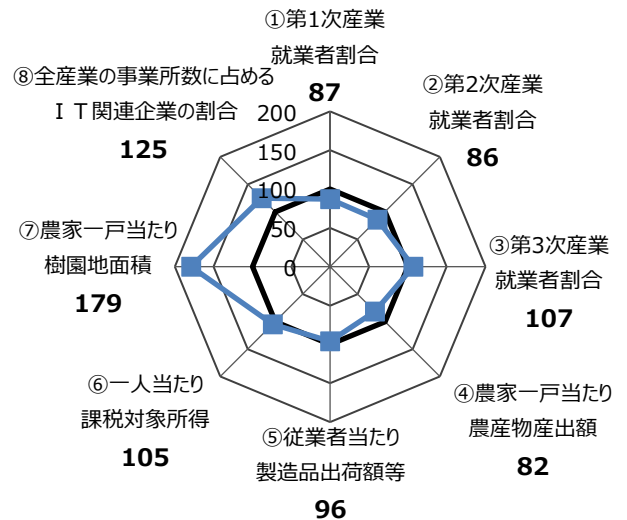 ①第1次産業
就業者割合
87
②第2次産業
就業者割合
86
③第3次産業
就業者割合
107
④農家一戸当たり
農産物産出額
82
⑤従業者当たり
製造品出荷額等
96
⑥一人当たり
課税対象所得
105
⑦農家一戸当たり
樹園地面積
179
⑧全産業の事業所数に占める
ＩＴ関連企業の割合
125
200
150
100
50
0